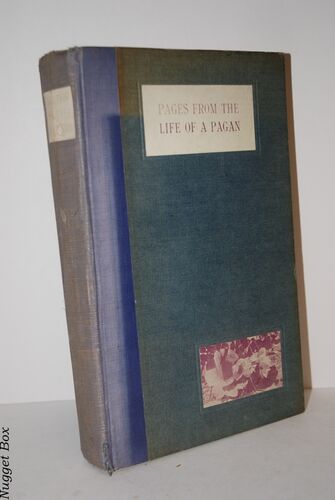 PAGES FROM THE
LIFE OF A PAGAN
Nugget Box